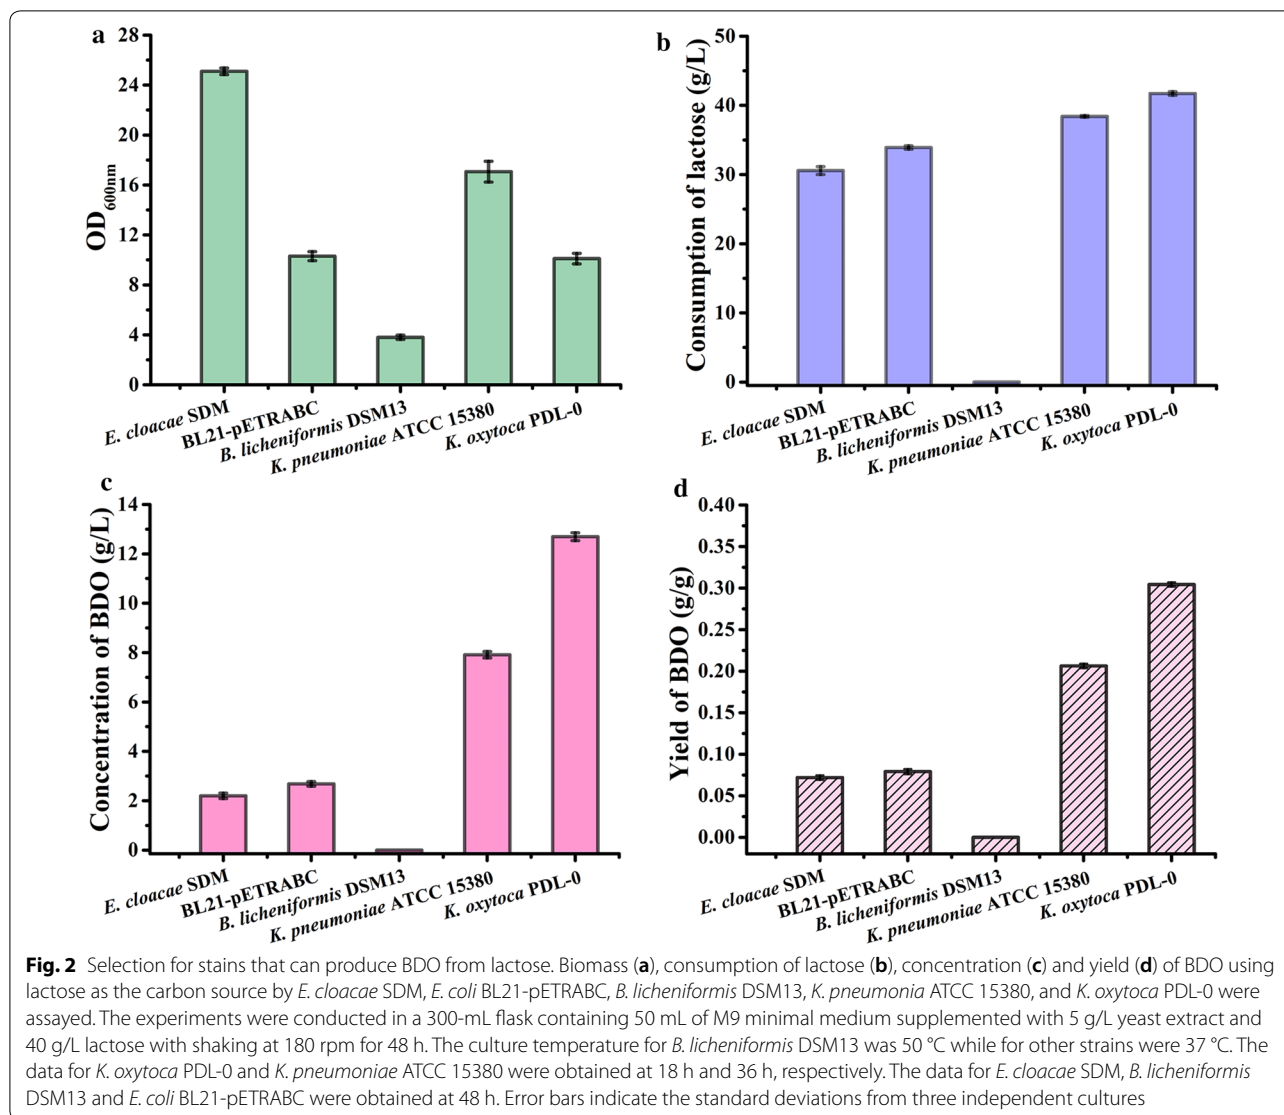 a
28
24
20
16
12
8
4
0
OD600nm
E. cloacae SDM
BL21-pETRABC
B. licheniformis DSM13
K. pneumoniae ATCC 15380
K. oxytoca PDL-0
b
50
40
30
20
10
0
Consumption of lactose (g/L)
E. cloacae SDM
BL21-pETRABC
B. licheniformis DSM13
K. pneumoniae ATCC 15380
K. oxytoca PDL-0
c
14
12
10
8
6
4
2
0
Concentration of BDO (g/L)
E. cloacae SDM
BL21-pETRABC
B. licheniformis DSM13
K. pneumoniae ATCC 15380
K. oxytoca PDL-0
d
0.40
0.35
0.30
0.25
0.20
0.15
0.10
0.05
0.00
Yield of BDO (g/g)
E. cloacae SDM
BL21-pETRABC
B. licheniformis DSM13
K. pneumoniae ATCC 15380
K. oxytoca PDL-0
Fig. 2 Selection for stains that can produce BDO from lactose. Biomass (a), consumption of lactose (b), concentration (c) and yield (d) of BDO using
lactose as the carbon source by E. cloacae SDM, E. coli BL21-pETRABC, B. licheniformis DSM13, K. pneumonia ATCC 15380, and K. oxytoca PDL-0 were
assayed. The experiments were conducted in a 300-mL flask containing 50 mL of M9 minimal medium supplemented with 5 g/L yeast extract and
40 g/L lactose with shaking at 180 rpm for 48 h. The culture temperature for B. licheniformis DSM13 was 50 °C while for other strains were 37 °C. The
data for K. oxytoca PDL-0 and K. pneumoniae ATCC 15380 were obtained at 18 h and 36 h, respectively. The data for E. cloacae SDM, B. licheniformis
DSM13 and E. coli BL21-pETRABC were obtained at 48 h. Error bars indicate the standard deviations from three independent cultures